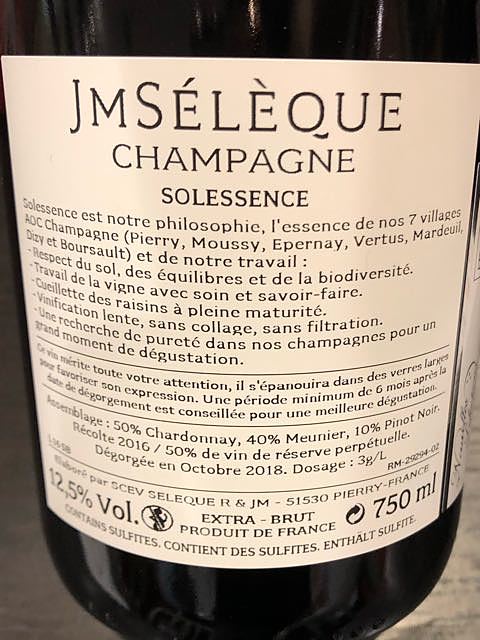 JMSÉLÈQUE
CHAMPAGNE
SOLESSENCE
Solessence est notre philosophie, l'essence de nos 7 villages
AOC Champagne (Pierry, Moussy, Epernay, Vertus, Mardeuil,
Dizy et Boursault) et de notre travail :
- Respect du sol, des équilibres et de la biodiversité.
- Travail de la vigne avec soin et savoir-faire.
- Cueillette des raisins à pleine maturité.
- Vinification lente, sans collage, sans filtration.
- Une recherche de pureté dans nos champagnes pour un
grand moment de dégustation.
Ce vin mérite toute votre attention, il s'épanouira dans des verres larges
pour favoriser son expression. Une période minimum de 6 mois après la
date de dégorgement est conseillée pour une meilleure dégustation.
Assemblage : 50% Chardonnay, 40% Meunier, 10% Pinot Noir.
Récolte 2016 / 50% de vin de réserve perpétuelle.
Dégorgée en Octobre 2018. Dosage : 3g/L
L-16-SB
RM-29294-02
Elaboré par SCEV SELEQUE R & JM - 51530 PIERRY-FRANCE
12,5% Vol.
EXTRA - BRUT
750 ml
PRODUIT DE FRANCE
CONTAINS SULFITES. CONTIENT DES SULFITES. ENTHÄLT SULFITE.